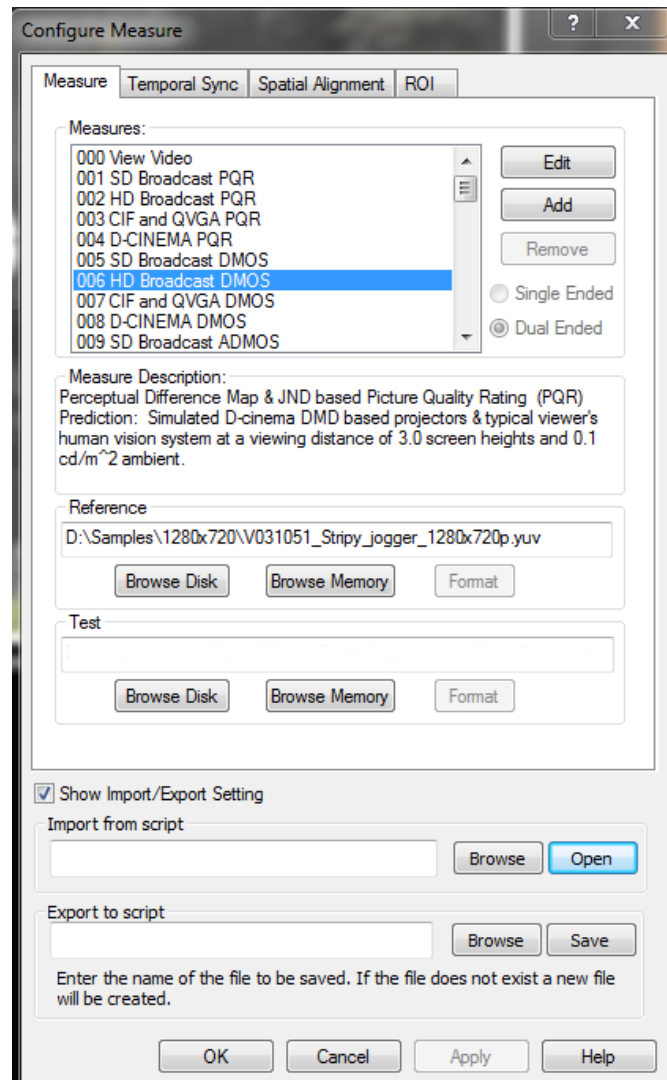 Configure Measure
? x
Measure Temporal Sync Spatial Alignment ROI
Measures:
000 View Video
001 SD Broadcast PQR
002 HD Broadcast PQR
003 CIF and QVGA PQR
004 D-CINEMA PQR
005 SD Broadcast DMOS
006 HD Broadcast DMOS
007 CIF and QVGA DMOS
008 D-CINEMA DMOS
009 SD Broadcast ADMOS
Edit
Add
Remove
Single Ended
Dual Ended
Measure Description:
Perceptual Difference Map & JND based Picture Quality Rating (PQR)
Prediction: Simulated D-cinema DMD based projectors & typical viewer's
human vision system at a viewing distance of 3.0 screen heights and 0.1
cd/m^2 ambient.
Reference
D:\Samples\1280x720\V031051_Stripy_jogger_1280x720p.yuv
Browse Disk Browse Memory Format
Test
Browse Disk Browse Memory Format
Show Import/Export Setting
Import from script
Browse Open
Export to script
Browse Save
Enter the name of the file to be saved. If the file does not exist a new file
will be created.
OK Cancel Apply Help